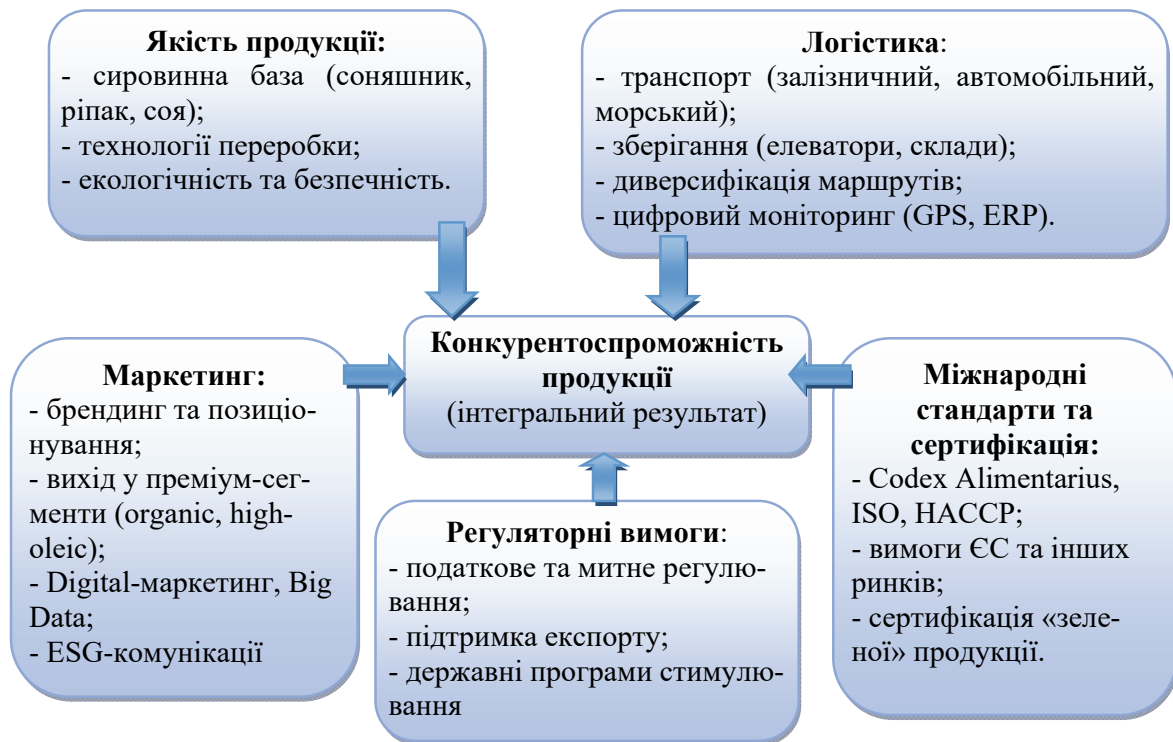 Якість продукції:
- сировинна база (соняшник,
ріпак, соя);
- технології переробки;
- екологічність та безпечність.
Логістика:
- транспорт (залізничний, автомобільний,
морський);
- зберігання (елеватори, склади);
- диверсифікація маршрутів;
- цифровий моніторинг (GPS, ERP).
Маркетинг:
- брендинг та позиціо-
нування;
- вихід у преміум-сег-
менти (organic, high-
oleic);
- Digital-маркетинг, Big
Data;
- ESG-комунікації
Конкурентоспроможність
продукції
(інтегральний результат)
Міжнародні
стандарти та
сертифікація:
- Codex Alimentarius,
ISO, HACCP;
- вимоги ЄС та інших
ринків;
- сертифікація «зеле-
ної» продукції.
Регуляторні вимоги:
- податкове та митне регулю-
вання;
- підтримка експорту;
- державні програми стимулю-
вання